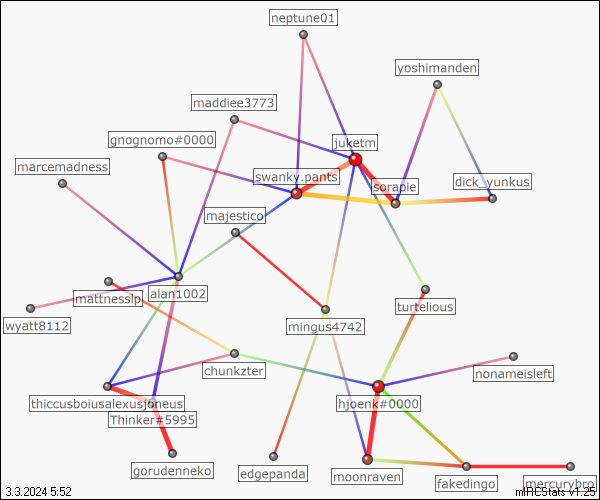 neptune01
yoshimanden
maddiee3773
gnognomo#0000
juketm
marcemadness
swanky.pants
sorapie
dick_yunkus
majestico
alan1002
mattnesslp
turtelious
wyatt8112
mingus4742
chunkzter
nonameisleft
thiccusboiusalexusjoneus
hjoenk#0000
Thinker#5995
gorudenneko
edgepanda
moonraven
fakedingo
mercurybro
3.3.2024 5:52
mIRCStats v1.25